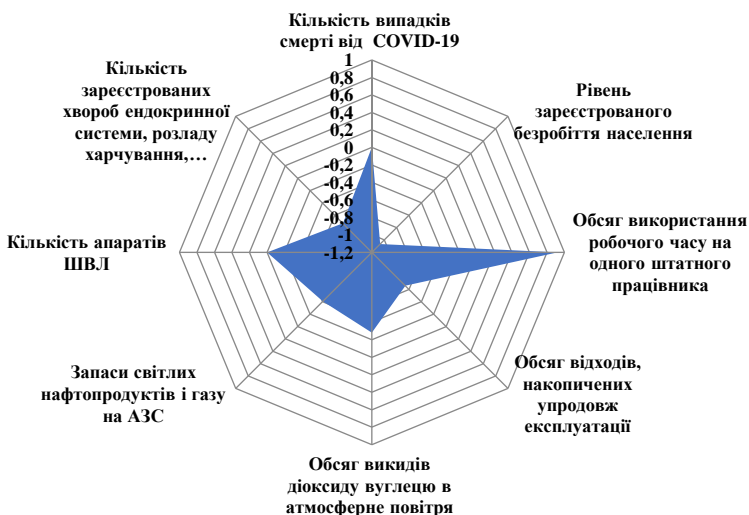 Кількість випадків
смерті від COVID-19
1
0,8
0,6
0,4
0,2
0
-0,2
-0,4
-0,6
-0,8
-1
-1,2
Рівень
зареєстрованого
безробіття населення
Обсяг використання
робочого часу на
одного штатного
працівника
Обсяг відходів,
накопичених
упродовж
експлуатації
Обсяг викидів
діоксиду вуглецю в
атмосферне повітря
Запаси світлих
нафтопродуктів і газу
на АЗС
Кількість апаратів
ШВЛ
Кількість
зареєстрованих
хвороб ендокринної
системи, розладу
харчування,…